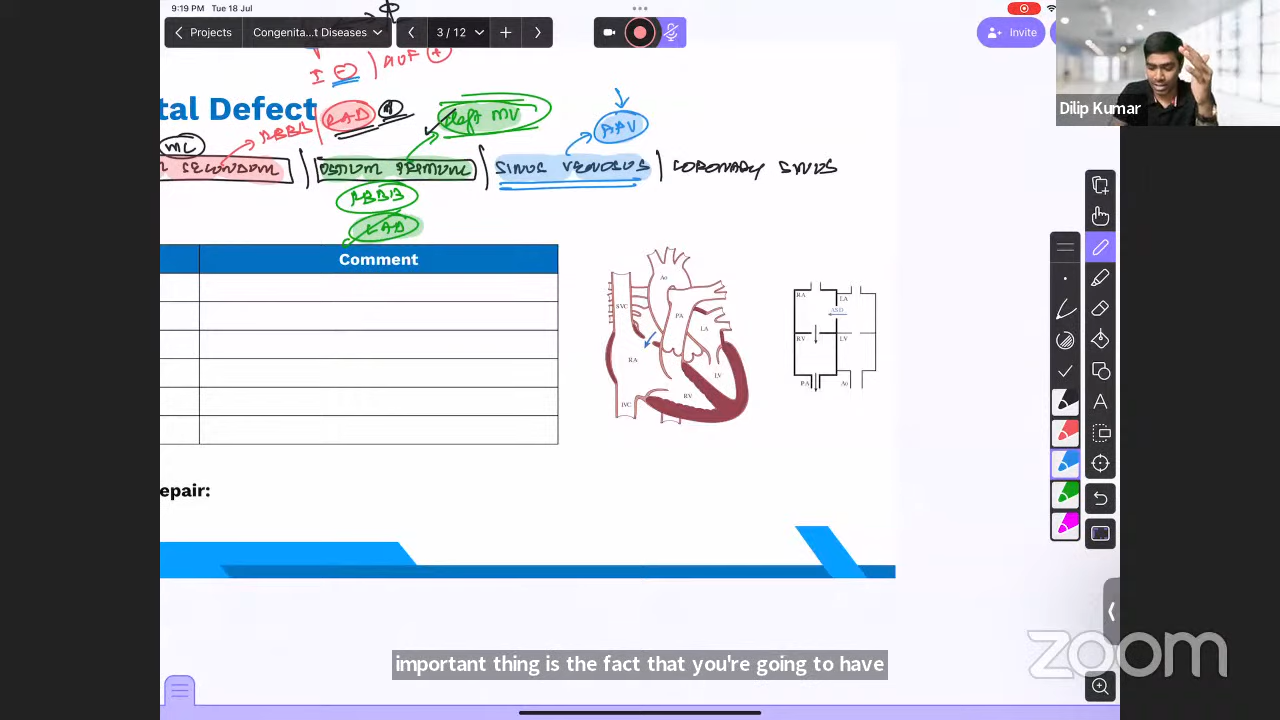 9:19 PM Tue 18 Jul
Projects
Congenita...t Diseases
3 / 12
Invite
I ⊖ | AVF ⊕
tal Defect
RBBB | RAD
cleft MV
MC
SECUNDUM | OSTIUM PRIMUM | SINUS VENOSUS | CORONARY SINUS
RBBB
LAD
Comment
Ao
SVC
PA
LA
RA
LV
RV
IVC
RA
LA
ASD
RV
LV
PA
Ao
epair:
Dilip Kumar
important thing is the fact that you're going to have
zoom